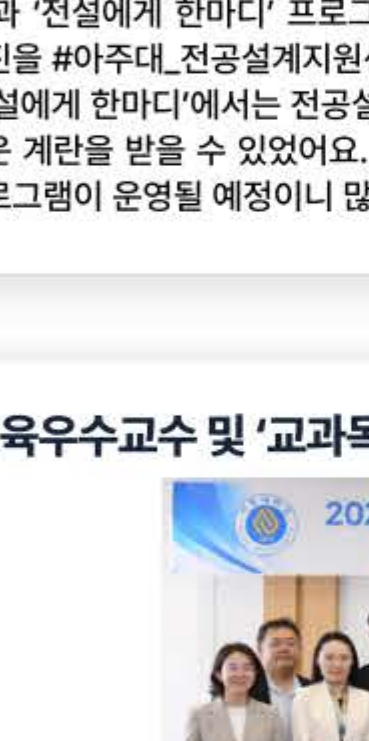 과 '전설에게 한마디' 프로그
진을 #아주대_전공설계지원
설에게 한마디'에서는 전공설
은 계란을 받을 수 있었어요.
로그램이 운영될 예정이니 많
육우수교수 및 '교과목
202